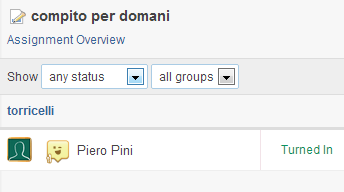 compito per domani
Assignment Overview
Show any status all groups
torricelli
Piero Pini Turned In